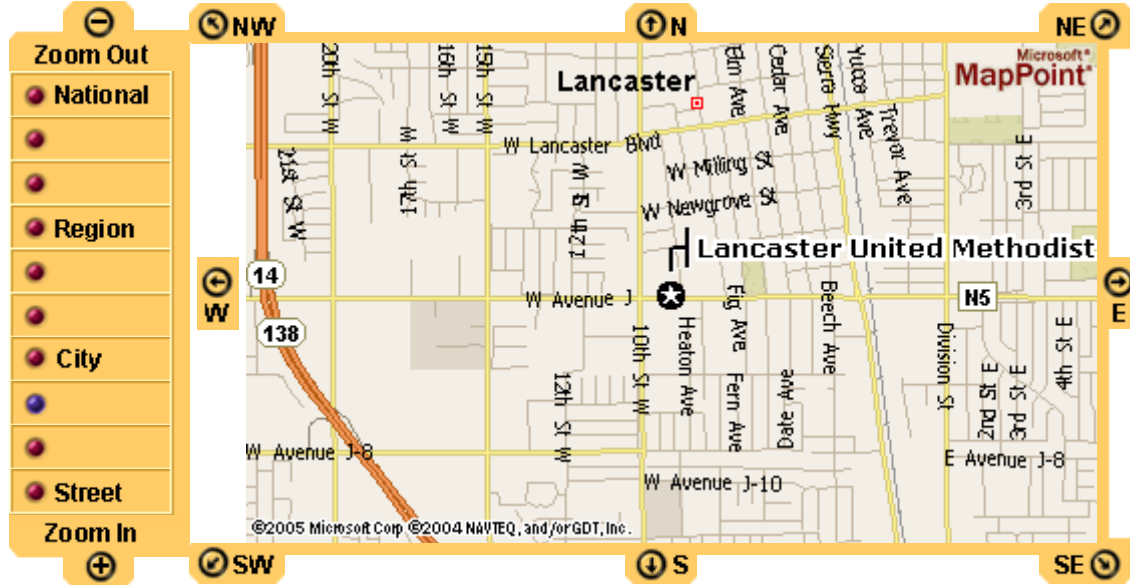 NW
N
NE
Zoom Out
National
Region
City
Street
Zoom In
W
E
SW
S
SE
20th St W
16th St W
15th St W
Lancaster
Elm Ave
Cedar Ave
Sierra Hwy
Yucca Ave
Trevor Ave
Microsoft®
MapPoint®
W Lancaster Blvd
W Milling St
W Newgrove St
21st St W
3rd St E
Lancaster United Methodist
14
138
W Avenue J
N5
10th St W
Heaton Ave
Fig Ave
Fern Ave
Date Ave
Beech Ave
Division St
2nd St E
3rd St E
4th St E
12th St W
W Avenue J-8
E Avenue J-8
W Avenue J-10
©2005 Microsoft Corp ©2004 NAVTEQ, and/or GDT, Inc.